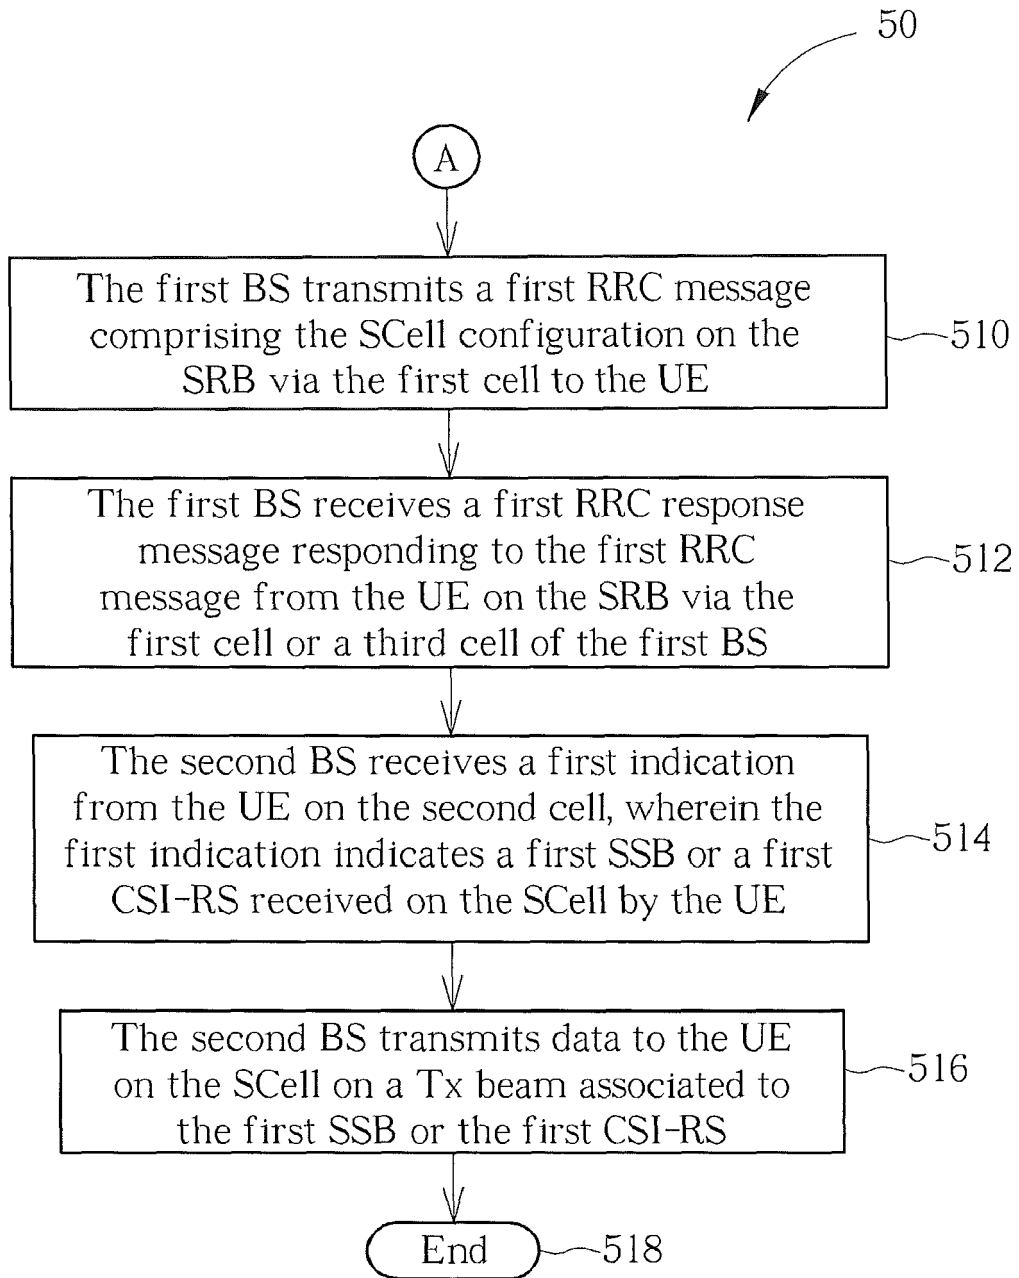 50
A
The first BS transmits a first RRC message
comprising the SCell configuration on the
SRB via the first cell to the UE
510
The first BS receives a first RRC response
message responding to the first RRC
message from the UE on the SRB via the
first cell or a third cell of the first BS
512
The second BS receives a first indication
from the UE on the second cell, wherein the
first indication indicates a first SSB or a first
CSI-RS received on the SCell by the UE
514
The second BS transmits data to the UE
on the SCell on a Tx beam associated to
the first SSB or the first CSI-RS
516
End
518